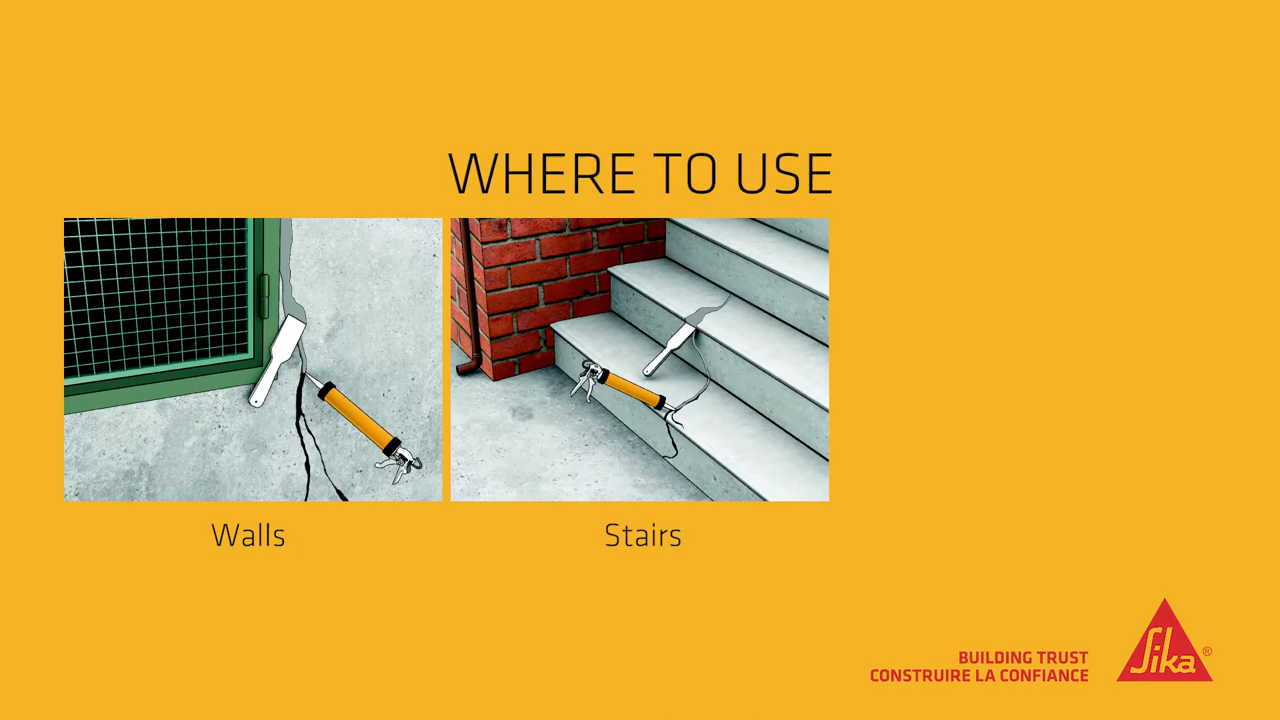 WHERE TO USE
Walls
Stairs
BUILDING TRUST
CONSTRUIRE LA CONFIANCE
Sika®